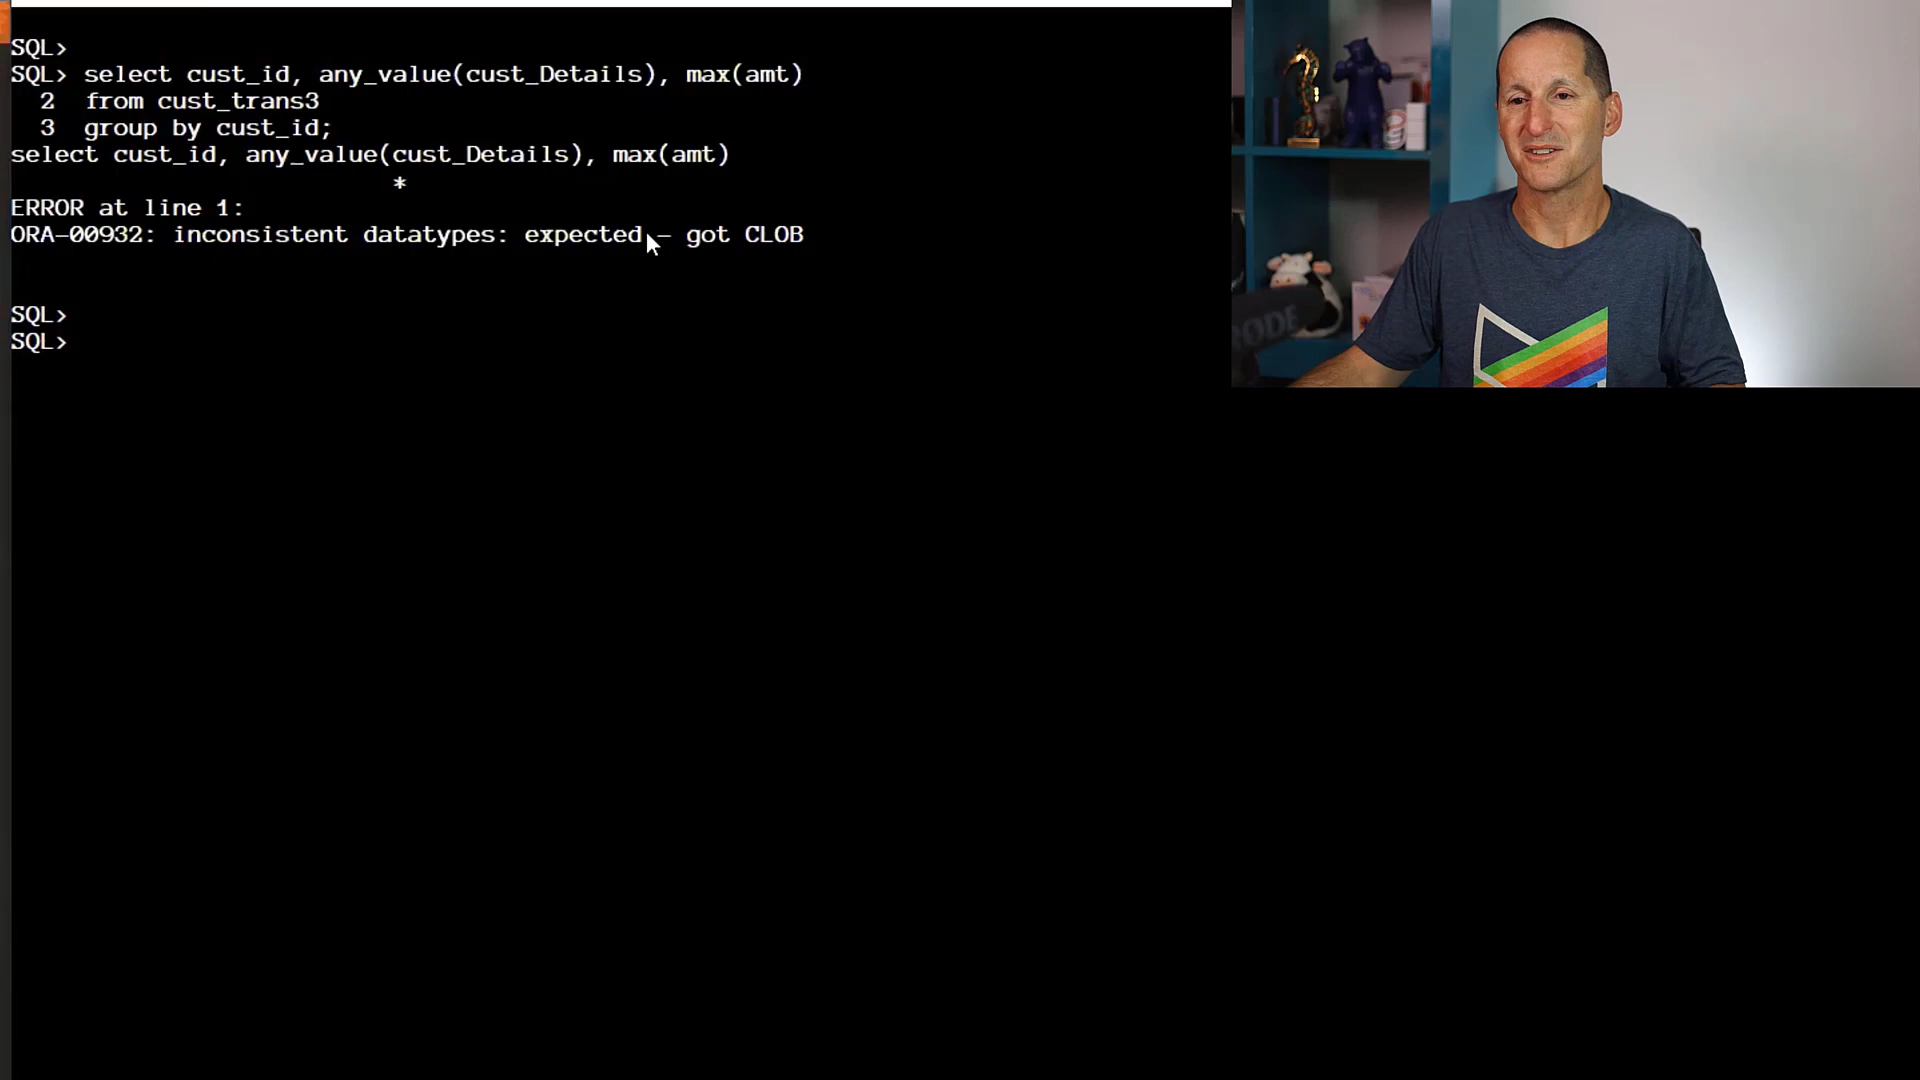 SQL>
SQL> select cust_id, any_value(cust_Details), max(amt)
2 from cust_trans3
3 group by cust_id;
select cust_id, any_value(cust_Details), max(amt)
*
ERROR at line 1:
ORA-00932: inconsistent datatypes: expected - got CLOB
SQL>
SQL>
RODE